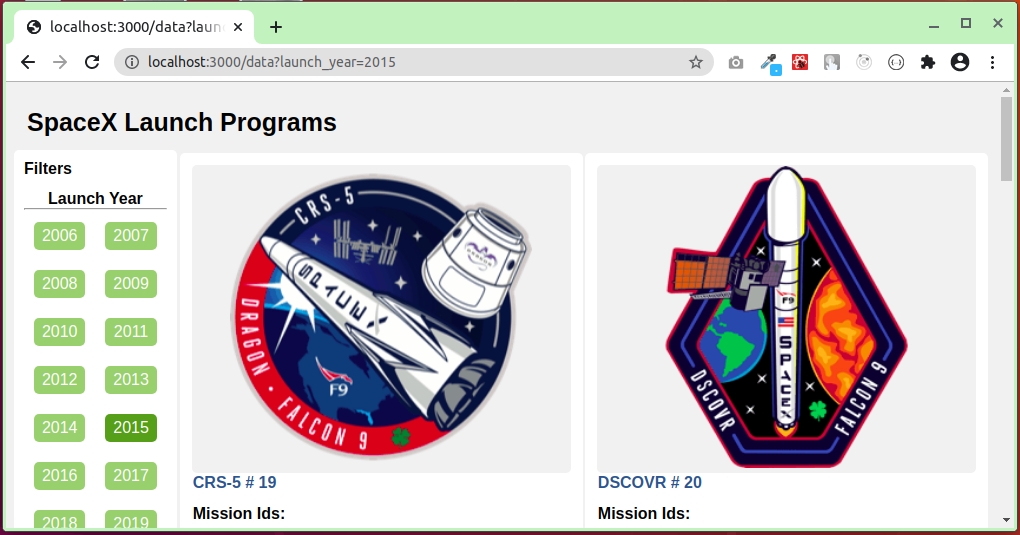 localhost:3000/data?laun
localhost:3000/data?launch_year=2015
SpaceX Launch Programs
Filters
Launch Year
2006 2007
2008 2009
2010 2011
2012 2013
2014 2015
2016 2017
2018 2019
CRS-5
SPACEX
F9
DRAGON • FALCON 9
CRS-5 # 19
Mission Ids:
F9
SPACEX
DSCOVR
FALCON 9
DSCOVR # 20
Mission Ids: